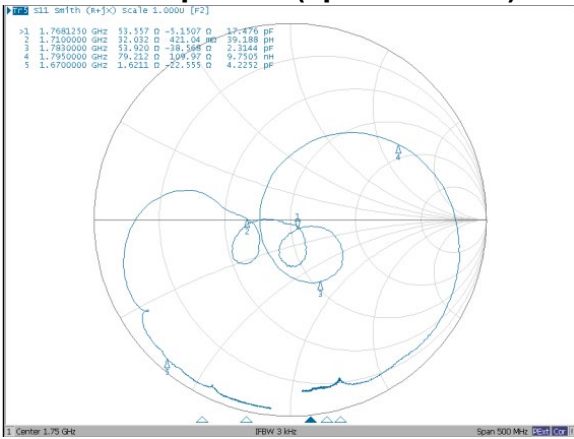 Tr5 S11 Smith (R+jX) Scale 1.000U [F2]
>1 1.7681250 GHz 53.557 Ω -5.1507 Ω 17.476 pF
2 1.7100000 GHz 32.032 Ω 421.04 mΩ 39.188 pH
3 1.7830000 GHz 53.920 Ω -38.568 Ω 2.3144 pF
4 1.7950000 GHz 79.212 Ω 109.97 Ω 9.7505 nH
5 1.6700000 GHz 1.6211 Ω -22.555 Ω 4.2252 pF
4
1
2
3
5
1 Center 1.75 GHz IFBW 3 kHz Span 500 MHz PExt Cor